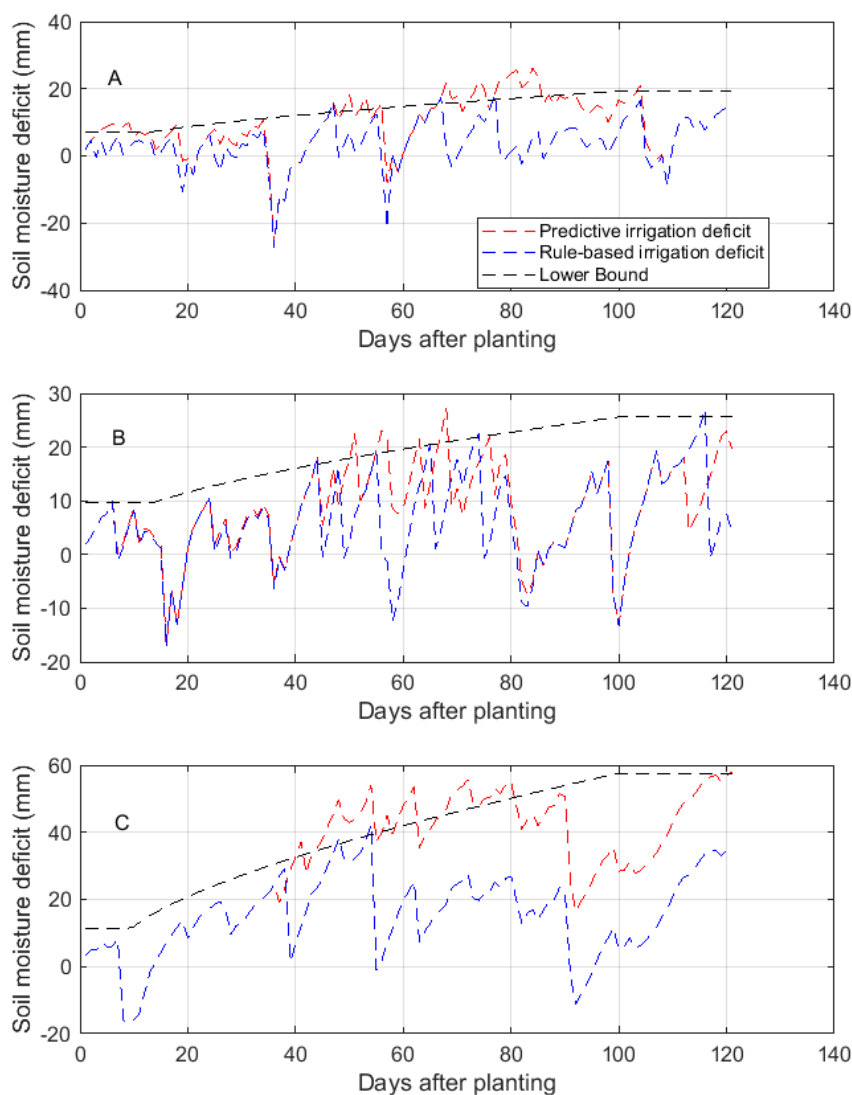 Soil moisture deficit (mm)
40
20
0
-20
-40
A
Predictive irrigation deficit
Rule-based irrigation deficit
Lower Bound
0 20 40 60 80 100 120 140
Days after planting
Soil moisture deficit (mm)
30
20
10
0
-10
-20
B
0 20 40 60 80 100 120 140
Days after planting
Soil moisture deficit (mm)
60
40
20
0
-20
C
0 20 40 60 80 100 120 140
Days after planting